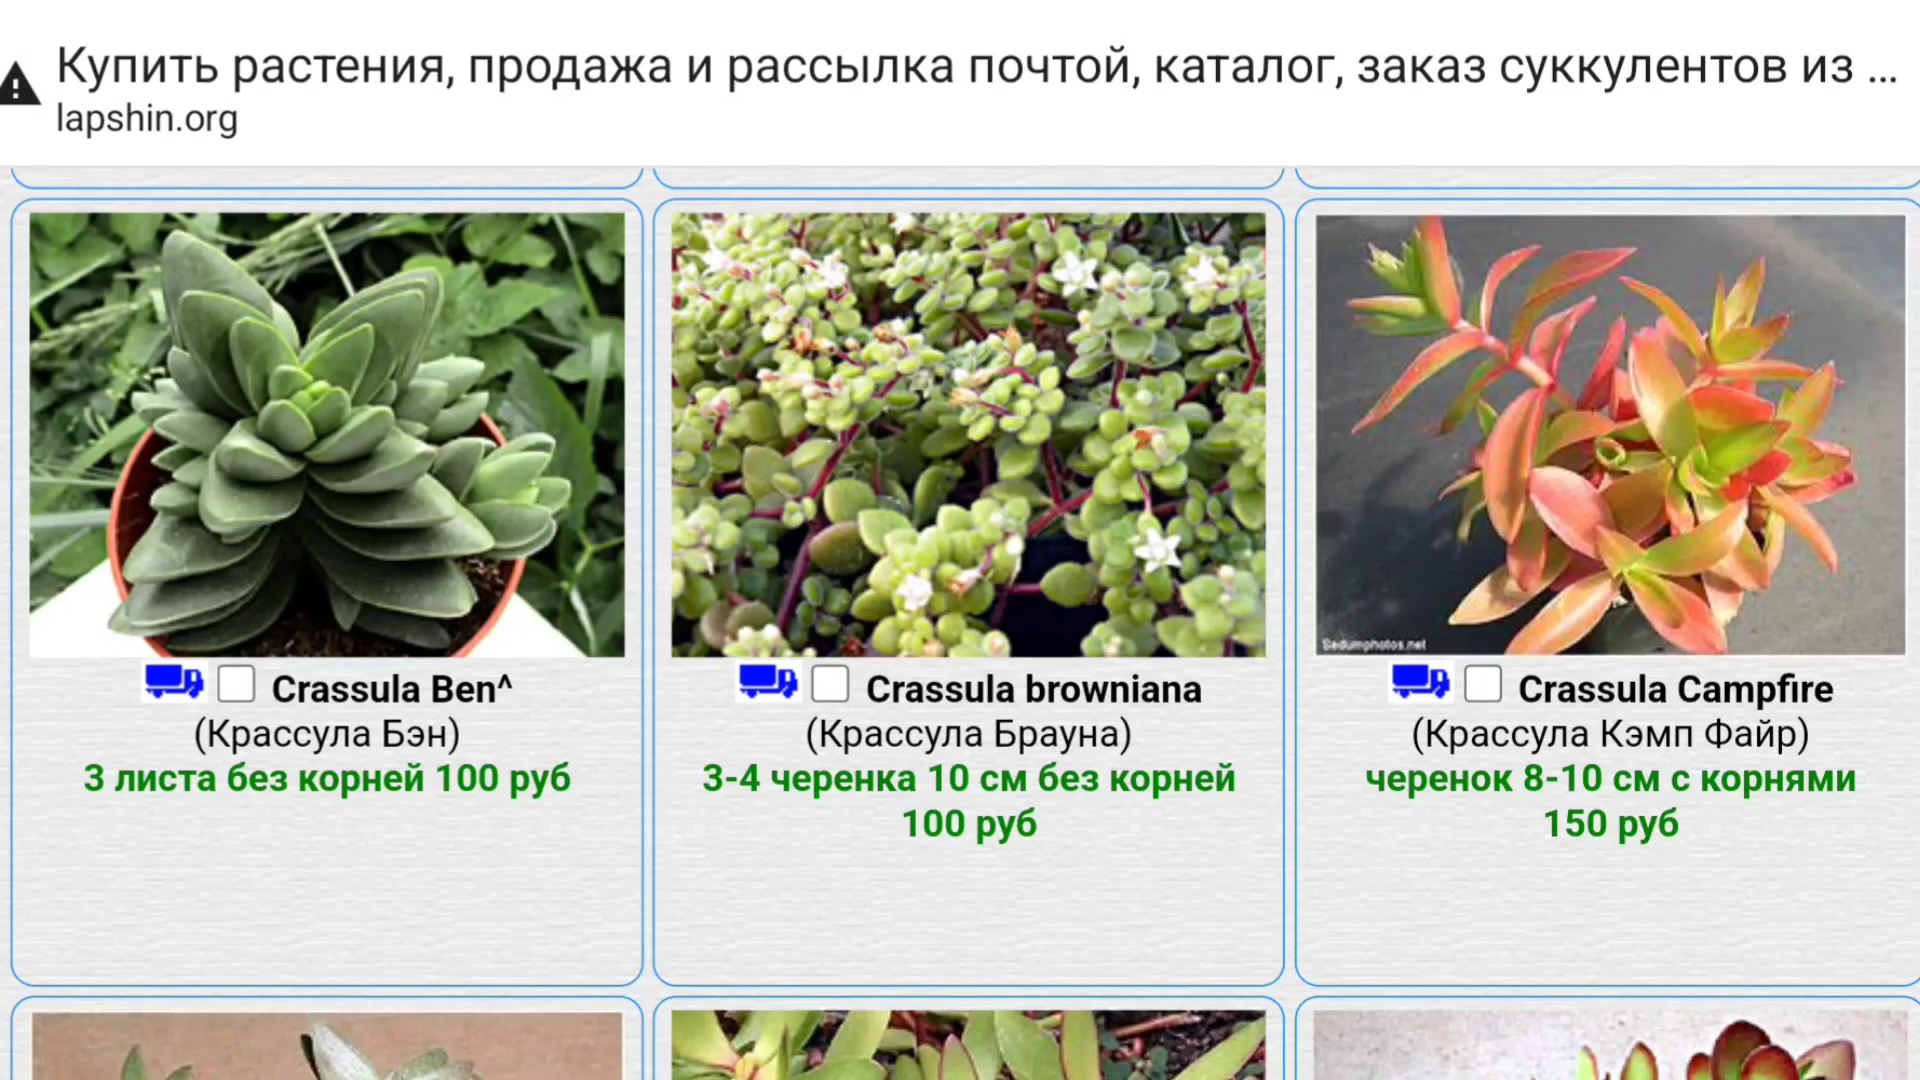 Купить растения, продажа и рассылка почтой, каталог, заказ суккулентов из ...
lapshin.org
Sedumphotos.net
Crassula Ben^
(Крассула Бэн)
3 листа без корней 100 руб
Crassula browniana
(Крассула Брауна)
3-4 черенка 10 см без корней
100 руб
Crassula Campfire
(Крассула Кэмп Файр)
черенок 8-10 см с корнями
150 руб